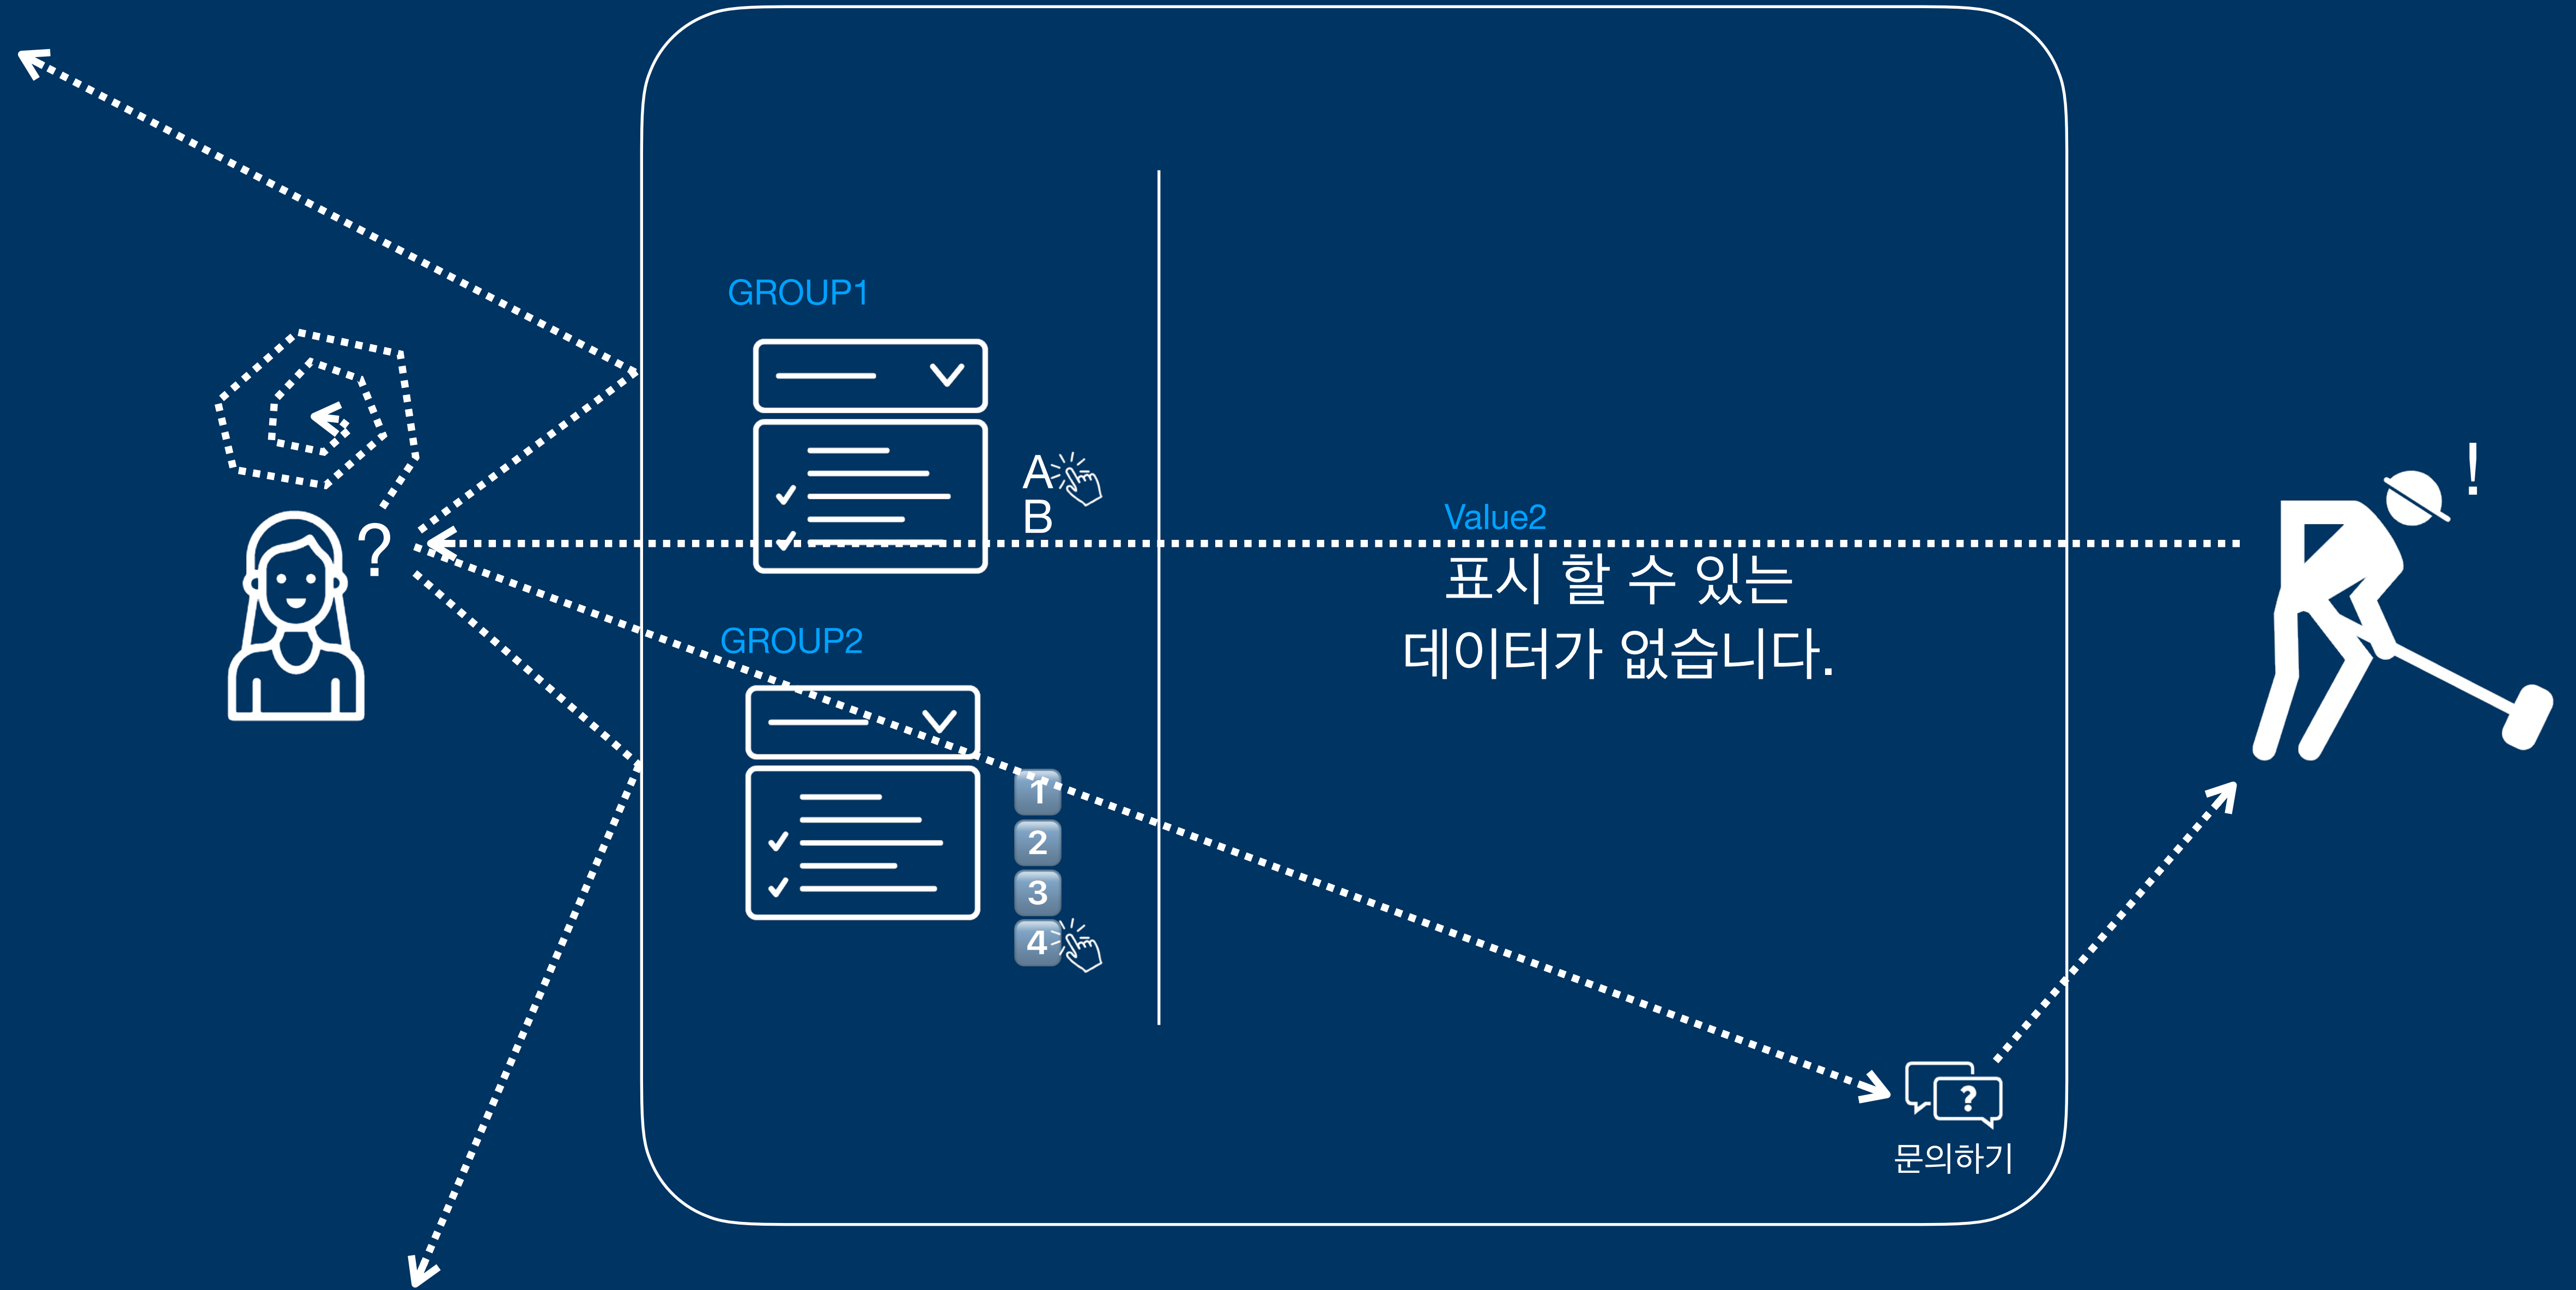 GROUP1
A
B
?
!
Value2
표시 할 수 있는
데이터가 없습니다.
GROUP2
1
2
3
4
?
문의하기